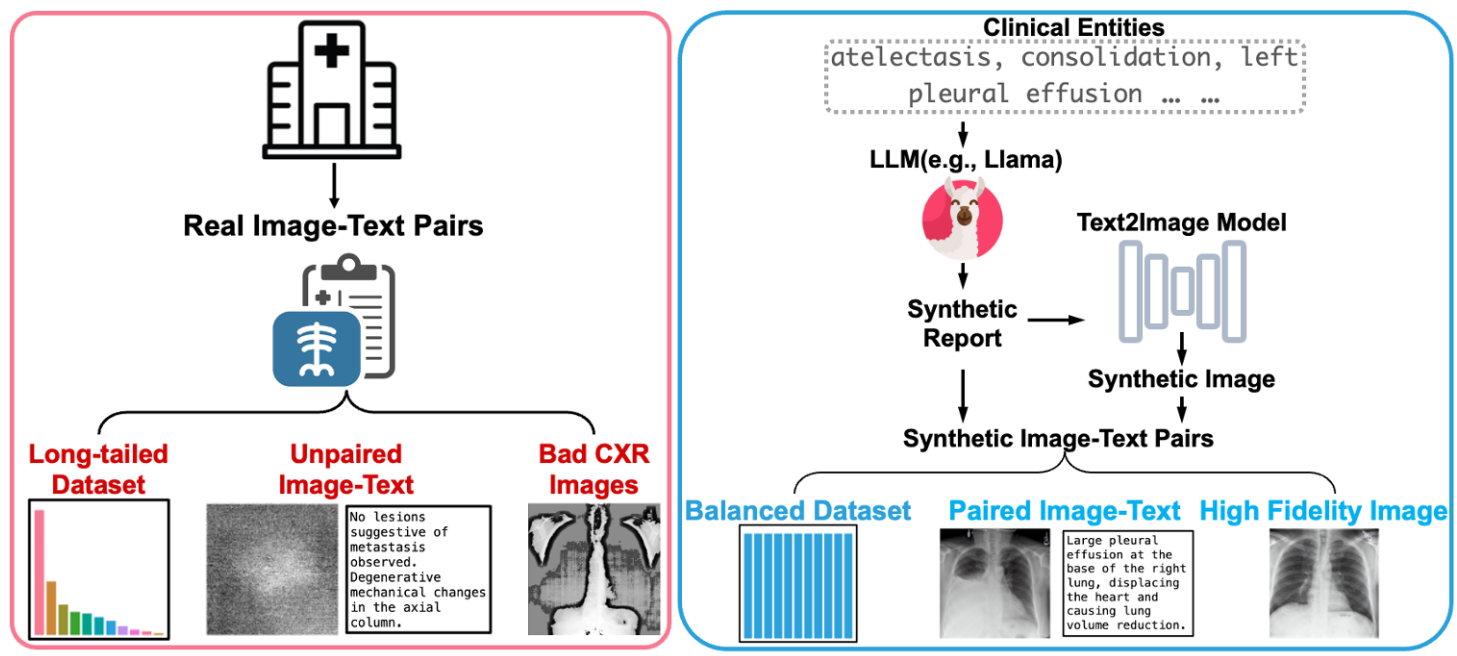 Real Image-Text Pairs
Long-tailed
Dataset
Unpaired
Image-Text
No lesions
suggestive of
metastasis
observed.
Degenerative
mechanical changes
in the axial
column.
Bad CXR
Images
Clinical Entities
atelectasis, consolidation, left
pleural effusion … …
LLM(e.g., Llama)
Text2Image Model
Synthetic
Report
Synthetic Image
Synthetic Image-Text Pairs
Balanced Dataset
Paired Image-Text
Large pleural
effusion at the
base of the right
lung, displacing
the heart and
causing lung
volume reduction.
High Fidelity Image